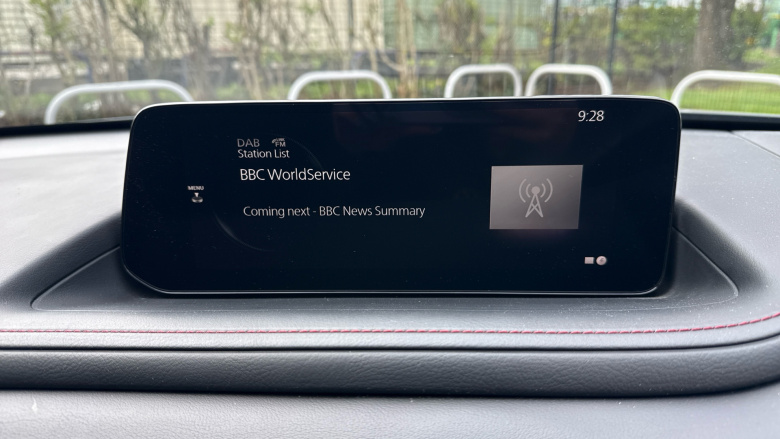 9:28
DAB FM
Station List
BBC WorldService
MENU
Coming next - BBC News Summary